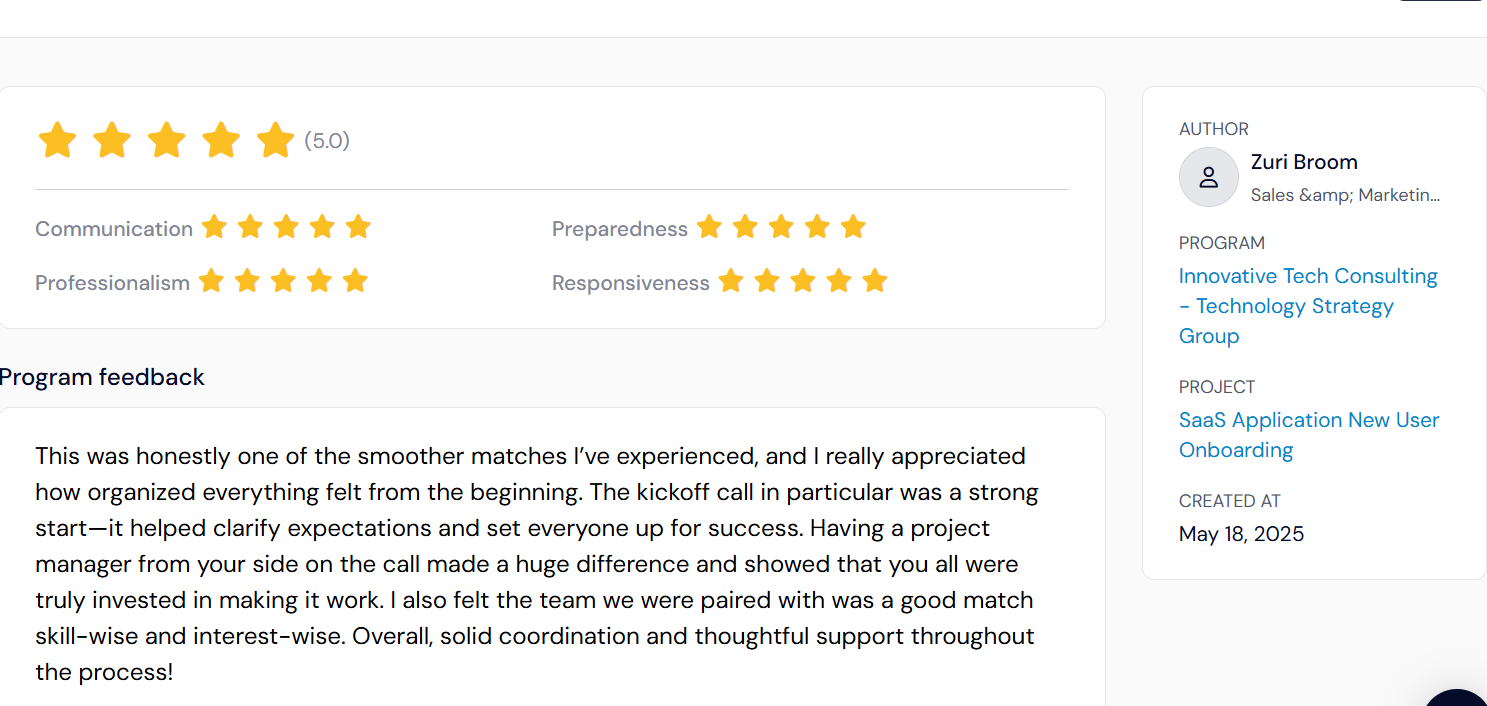 (5.0)
Communication
Preparedness
Professionalism
Responsiveness
Program feedback
This was honestly one of the smoother matches I’ve experienced, and I really appreciated
how organized everything felt from the beginning. The kickoff call in particular was a strong
start—it helped clarify expectations and set everyone up for success. Having a project
manager from your side on the call made a huge difference and showed that you all were
truly invested in making it work. I also felt the team we were paired with was a good match
skill-wise and interest-wise. Overall, solid coordination and thoughtful support throughout
the process!
AUTHOR
Zuri Broom
Sales &amp;amp; Marketin...
PROGRAM
Innovative Tech Consulting
- Technology Strategy
Group
PROJECT
SaaS Application New User
Onboarding
CREATED AT
May 18, 2025